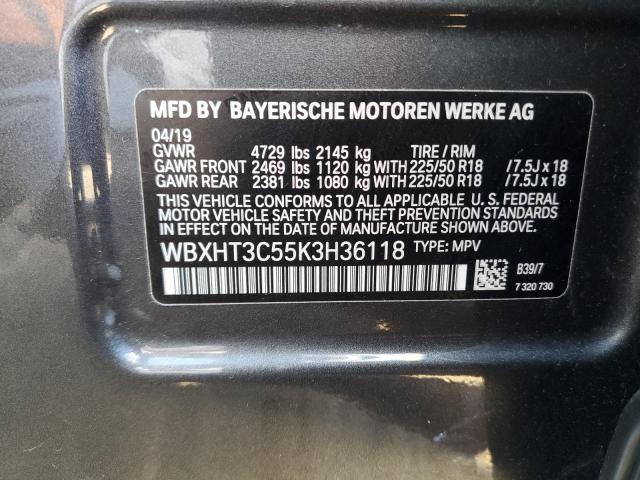 MFD BY BAYERISCHE MOTOREN WERKE AG
04/19
GVWR 4729 lbs 2145 kg TIRE / RIM
GAWR FRONT 2469 lbs 1120 kg WITH 225/50 R18 /7.5J x 18
GAWR REAR 2381 lbs 1080 kg WITH 225/50 R18 /7.5J x 18
THIS VEHICLE CONFORMS TO ALL APPLICABLE U. S. FEDERAL
MOTOR VEHICLE SAFETY AND THEFT PREVENTION STANDARDS
IN EFFECT ON THE DATE OF MANUFACTURE SHOWN ABOVE.
WBXHT3C55K3H36118 TYPE: MPV
B39/7
7 320 730